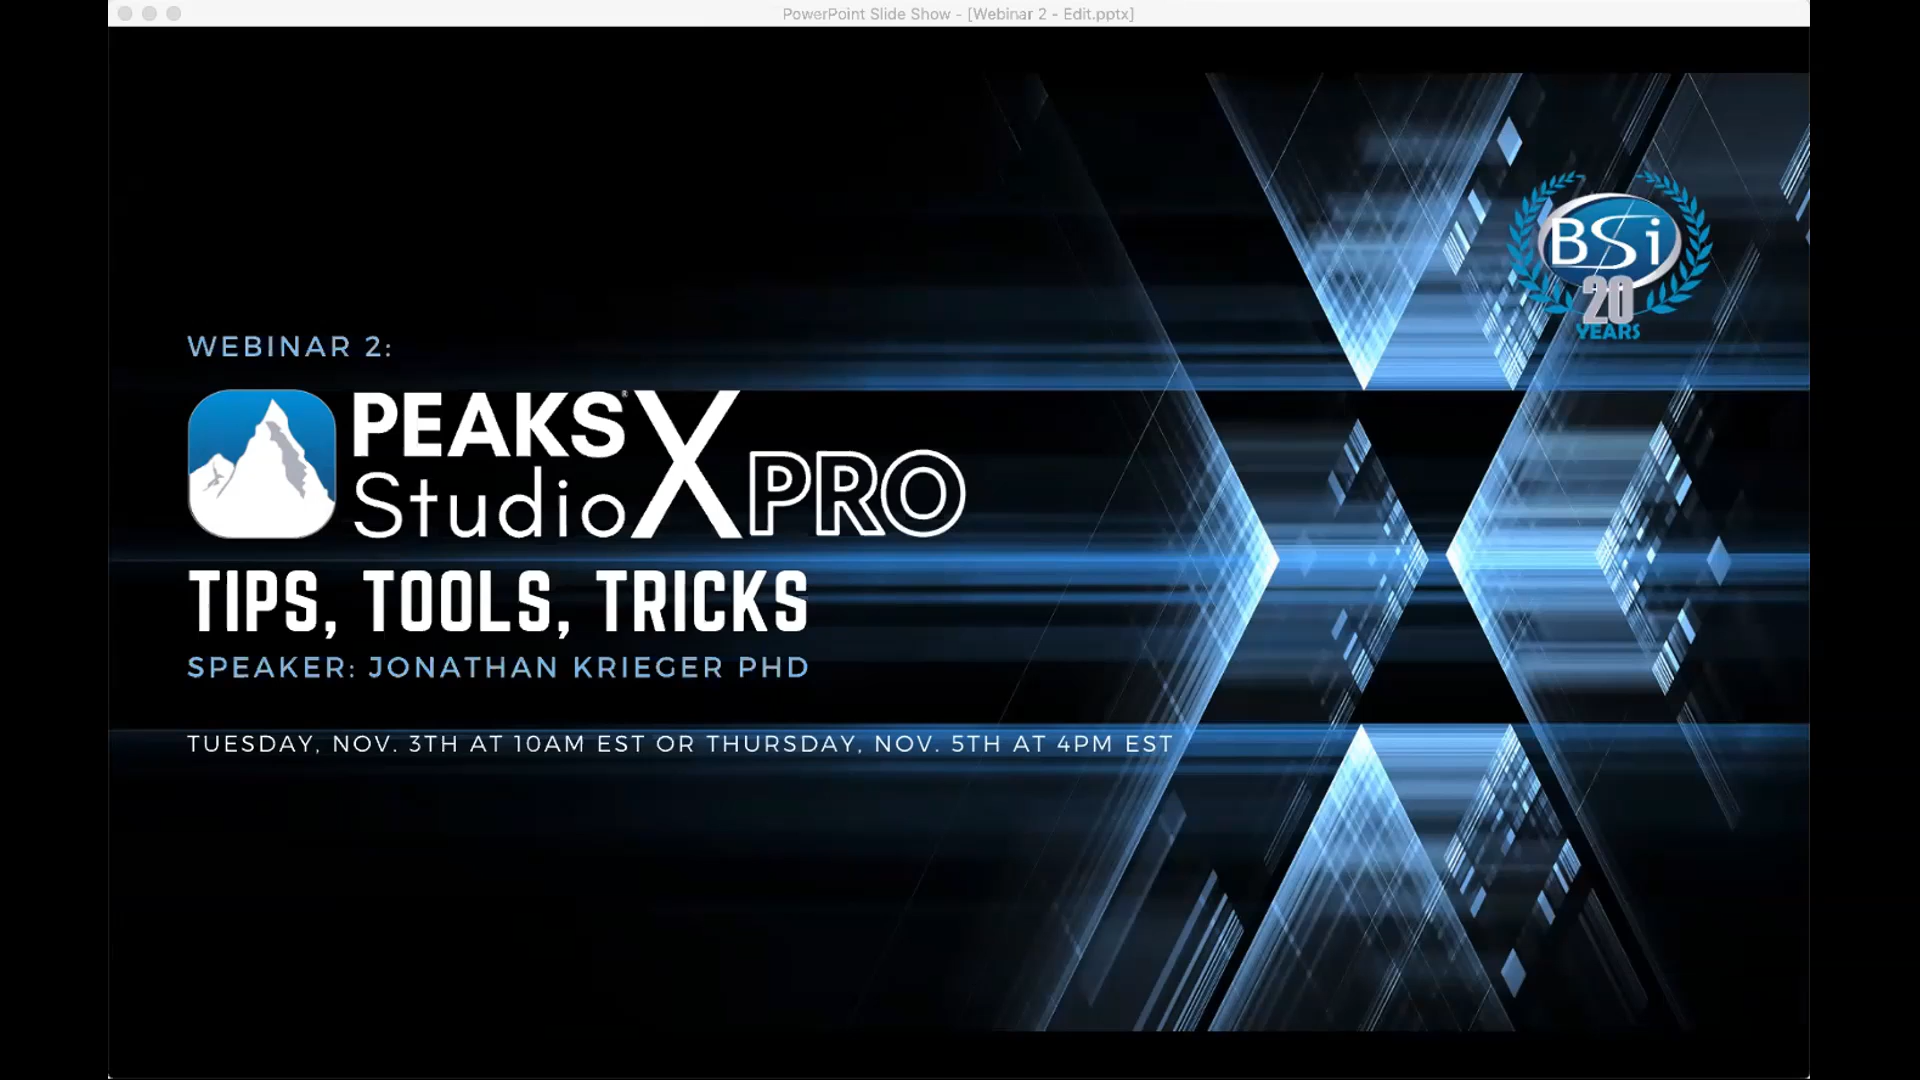 PowerPoint Slide Show - [Webinar 2 - Edit.pptx]
BSi
20
YEARS
WEBINAR 2:
PEAKS® X PRO
Studio
TIPS, TOOLS, TRICKS
SPEAKER: JONATHAN KRIEGER PHD
TUESDAY, NOV. 3TH AT 10AM EST OR THURSDAY, NOV. 5TH AT 4PM EST